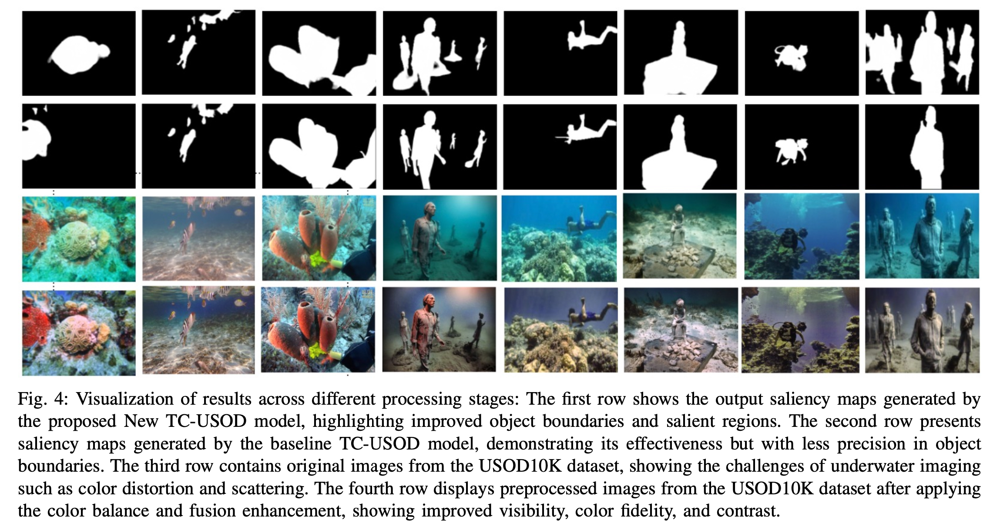 Fig. 4: Visualization of results across different processing stages: The first row shows the output saliency maps generated by
the proposed New TC-USOD model, highlighting improved object boundaries and salient regions. The second row presents
saliency maps generated by the baseline TC-USOD model, demonstrating its effectiveness but with less precision in object
boundaries. The third row contains original images from the USOD10K dataset, showing the challenges of underwater imaging
such as color distortion and scattering. The fourth row displays preprocessed images from the USOD10K dataset after applying
the color balance and fusion enhancement, showing improved visibility, color fidelity, and contrast.